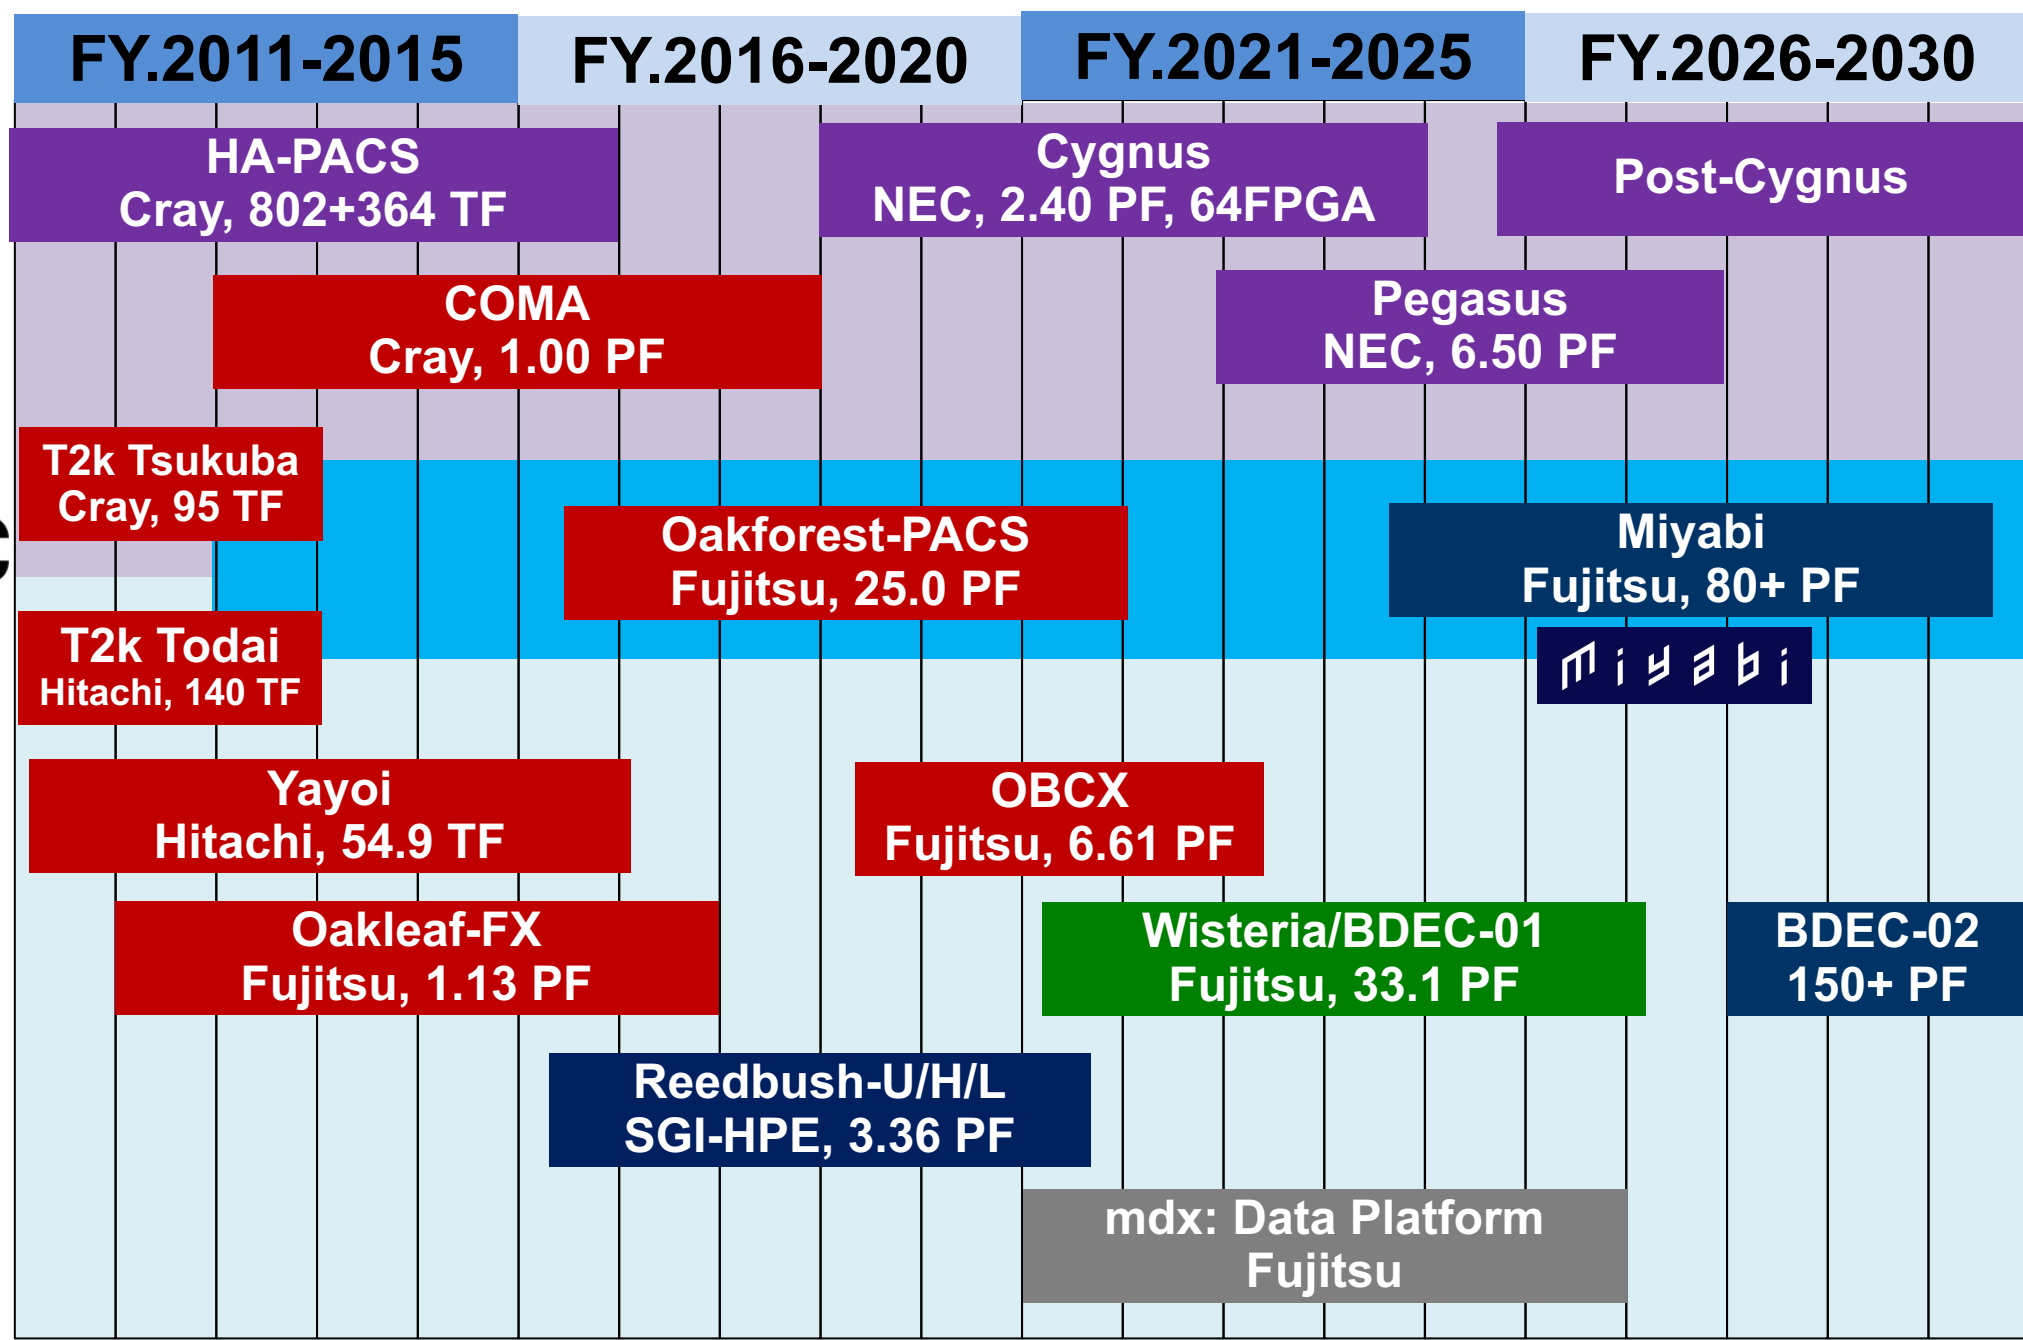 FY.2011-2015
FY.2016-2020
FY.2021-2025
FY.2026-2030
HA-PACS
Cray, 802+364 TF
Cygnus
NEC, 2.40 PF, 64FPGA
Post-Cygnus
COMA
Cray, 1.00 PF
Pegasus
NEC, 6.50 PF
T2k Tsukuba
Cray, 95 TF
Oakforest-PACS
Fujitsu, 25.0 PF
Miyabi
Fujitsu, 80+ PF
Miyabi
T2k Todai
Hitachi, 140 TF
Yayoi
Hitachi, 54.9 TF
OBCX
Fujitsu, 6.61 PF
Oakleaf-FX
Fujitsu, 1.13 PF
Wisteria/BDEC-01
Fujitsu, 33.1 PF
BDEC-02
150+ PF
Reedbush-U/H/L
SGI-HPE, 3.36 PF
mdx: Data Platform
Fujitsu